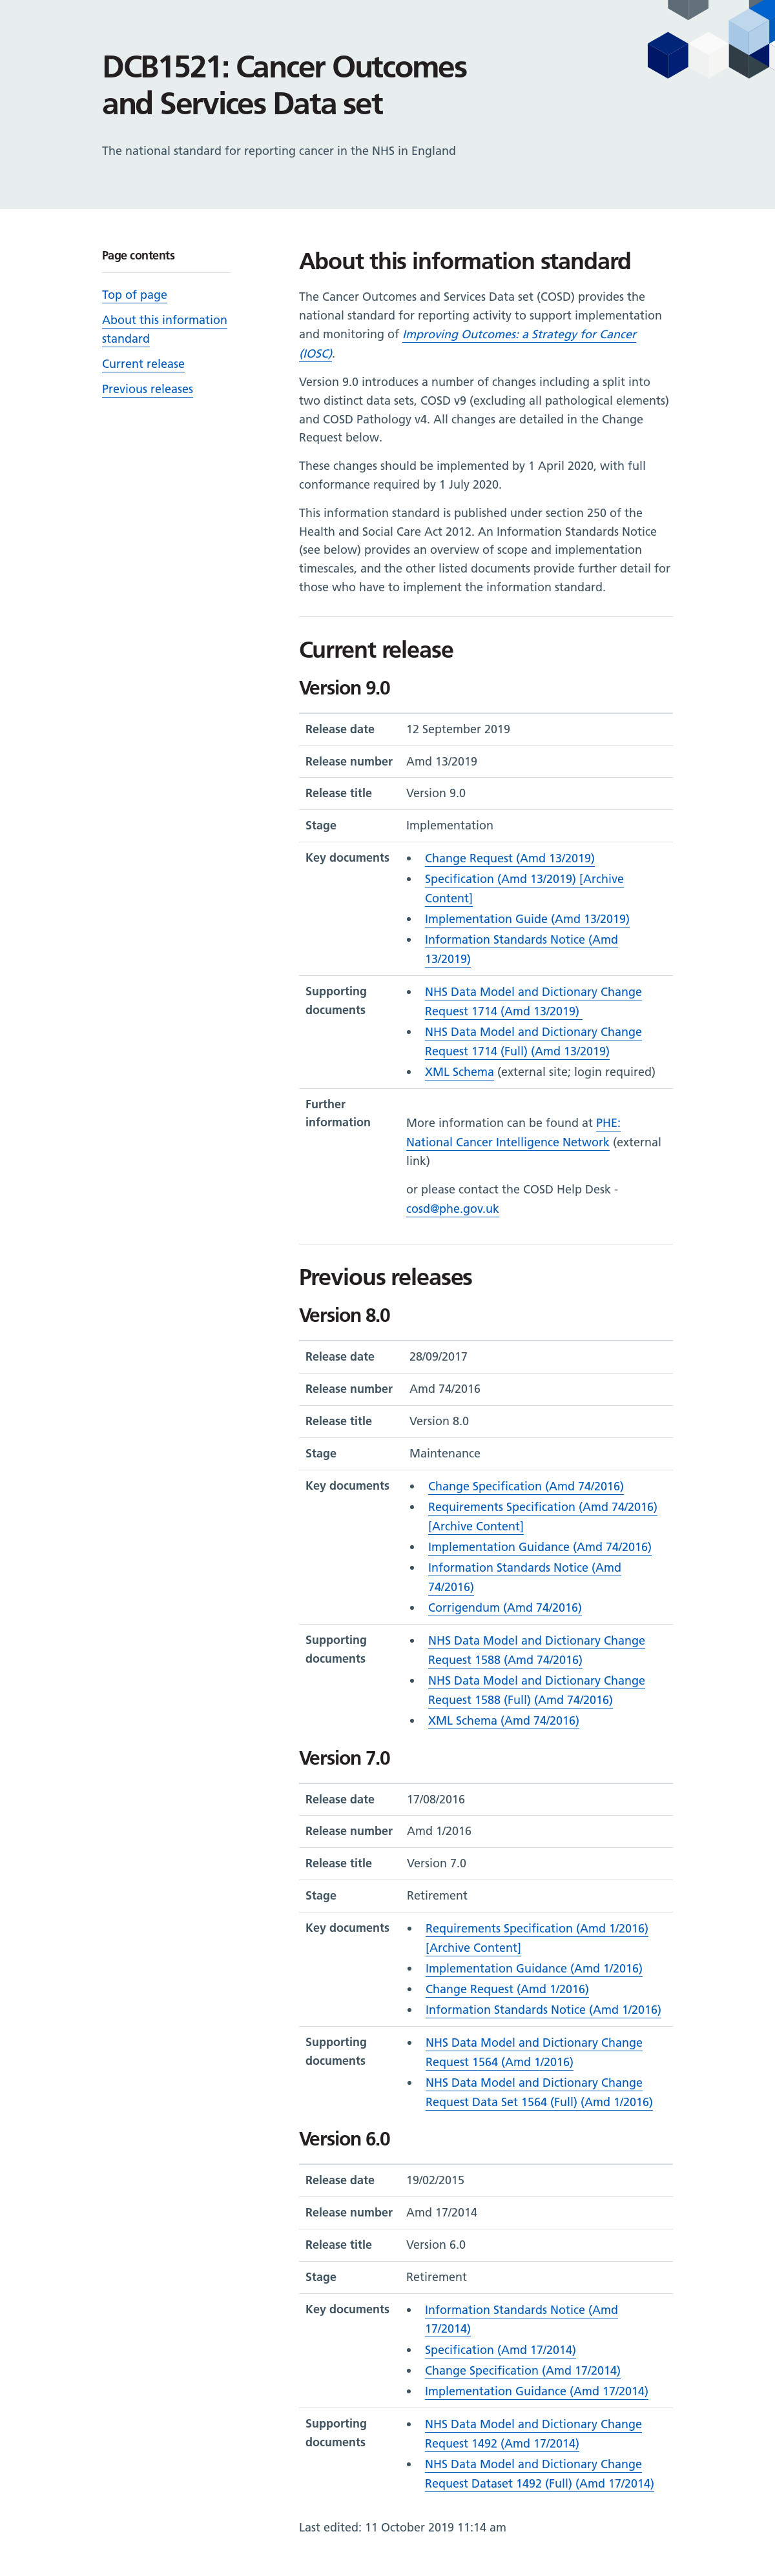 DCB1521: Cancer Outcomes
and Services Data set
The national standard for reporting cancer in the NHS in England
Page contents
Top of page
About this information
standard
Current release
Previous releases
About this information standard
The Cancer Outcomes and Services Data set (COSD) provides the
national standard for reporting activity to support implementation
and monitoring of Improving Outcomes: a Strategy for Cancer
(IOSC).
Version 9.0 introduces a number of changes including a split into
two distinct data sets, COSD v9 (excluding all pathological elements)
and COSD Pathology v4. All changes are detailed in the Change
Request below.
These changes should be implemented by 1 April 2020, with full
conformance required by 1 July 2020.
This information standard is published under section 250 of the
Health and Social Care Act 2012. An Information Standards Notice
(see below) provides an overview of scope and implementation
timescales, and the other listed documents provide further detail for
those who have to implement the information standard.
Current release
Version 9.0
Release date 12 September 2019
Release number Amd 13/2019
Release title Version 9.0
Stage Implementation
Key documents • Change Request (Amd 13/2019)
• Specification (Amd 13/2019) [Archive
Content]
• Implementation Guide (Amd 13/2019)
• Information Standards Notice (Amd
13/2019)
Supporting • NHS Data Model and Dictionary Change
documents Request 1714 (Amd 13/2019)
• NHS Data Model and Dictionary Change
Request 1714 (Full) (Amd 13/2019)
• XML Schema (external site; login required)
Further
information More information can be found at PHE:
National Cancer Intelligence Network (external
link)
or please contact the COSD Help Desk -
cosd@phe.gov.uk
Previous releases
Version 8.0
Release date 28/09/2017
Release number Amd 74/2016
Release title Version 8.0
Stage Maintenance
Key documents • Change Specification (Amd 74/2016)
• Requirements Specification (Amd 74/2016)
[Archive Content]
• Implementation Guidance (Amd 74/2016)
• Information Standards Notice (Amd
74/2016)
• Corrigendum (Amd 74/2016)
Supporting • NHS Data Model and Dictionary Change
documents Request 1588 (Amd 74/2016)
• NHS Data Model and Dictionary Change
Request 1588 (Full) (Amd 74/2016)
• XML Schema (Amd 74/2016)
Version 7.0
Release date 17/08/2016
Release number Amd 1/2016
Release title Version 7.0
Stage Retirement
Key documents • Requirements Specification (Amd 1/2016)
[Archive Content]
• Implementation Guidance (Amd 1/2016)
• Change Request (Amd 1/2016)
• Information Standards Notice (Amd 1/2016)
Supporting • NHS Data Model and Dictionary Change
documents Request 1564 (Amd 1/2016)
• NHS Data Model and Dictionary Change
Request Data Set 1564 (Full) (Amd 1/2016)
Version 6.0
Release date 19/02/2015
Release number Amd 17/2014
Release title Version 6.0
Stage Retirement
Key documents • Information Standards Notice (Amd
17/2014)
• Specification (Amd 17/2014)
• Change Specification (Amd 17/2014)
• Implementation Guidance (Amd 17/2014)
Supporting • NHS Data Model and Dictionary Change
documents Request 1492 (Amd 17/2014)
• NHS Data Model and Dictionary Change
Request Dataset 1492 (Full) (Amd 17/2014)
Last edited: 11 October 2019 11:14 am